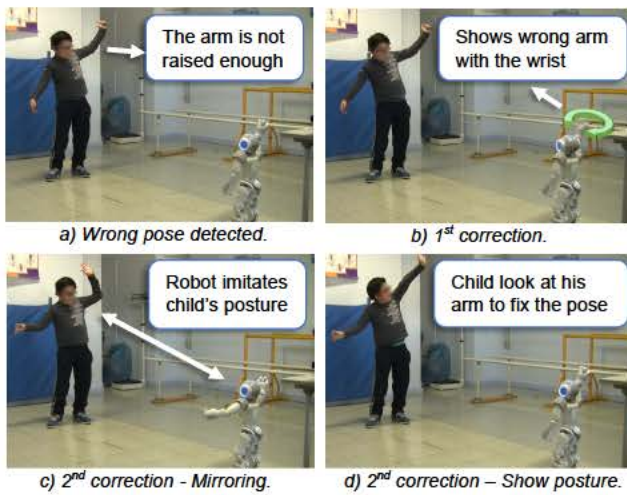 The arm is not
raised enough
Shows wrong arm
with the wrist
a) Wrong pose detected.
b) 1st correction.
Robot imitates
child's posture
Child look at his
arm to fix the pose
c) 2nd correction - Mirroring.
d) 2nd correction – Show posture.